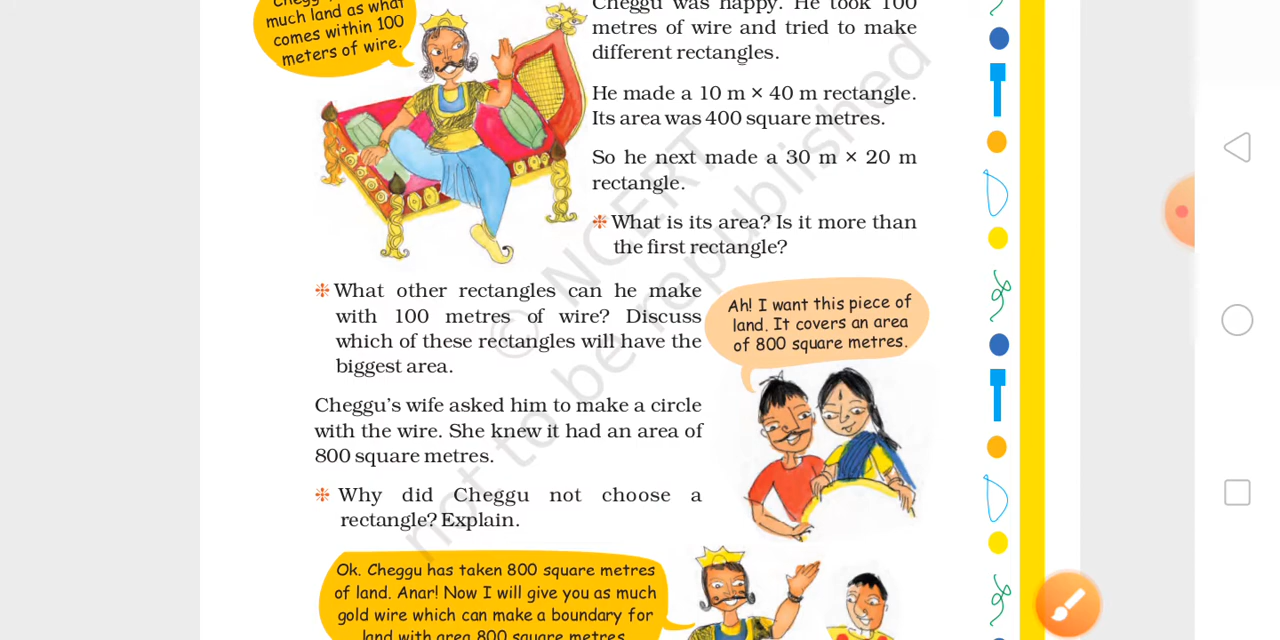 much land as what
comes within 100
meters of wire.
Cheggu was happy. He took 100
metres of wire and tried to make
different rectangles.
He made a 10 m × 40 m rectangle.
Its area was 400 square metres.
So he next made a 30 m × 20 m
rectangle.
❉ What is its area? Is it more than
the first rectangle?
❉ What other rectangles can he make
with 100 metres of wire? Discuss
which of these rectangles will have the
biggest area.
Ah! I want this piece of
land. It covers an area
of 800 square metres.
Cheggu’s wife asked him to make a circle
with the wire. She knew it had an area of
800 square metres.
❉ Why did Cheggu not choose a
rectangle? Explain.
Ok. Cheggu has taken 800 square metres
of land. Anar! Now I will give you as much
gold wire which can make a boundary for
land with area 800 square metres
© NCERT
not to be republished